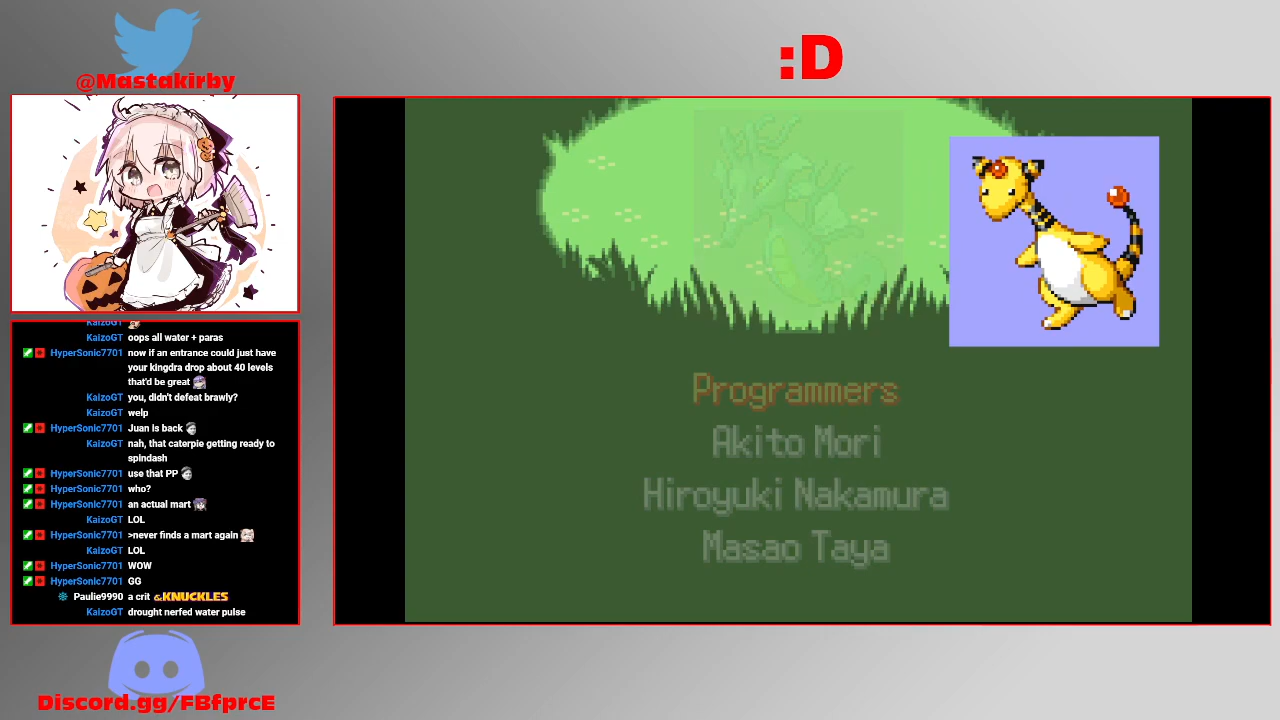 @Mastakirby
:D
KaizoGT
KaizoGT oops all water + paras
HyperSonic7701 now if an entrance could just have
your kingdra drop about 40 levels
that'd be great
KaizoGT you, didn't defeat brawly?
KaizoGT welp
HyperSonic7701 Juan is back
KaizoGT nah, that caterpie getting ready to
spindash
HyperSonic7701 use that PP
HyperSonic7701 who?
HyperSonic7701 an actual mart
KaizoGT LOL
HyperSonic7701 >never finds a mart again
KaizoGT LOL
HyperSonic7701 WOW
HyperSonic7701 GG
Paulie9990 a crit &KNUCKLES
KaizoGT drought nerfed water pulse
Discord.gg/FBfprcE
Programmers
Akito Mori
Hiroyuki Nakamura
Masao Taya